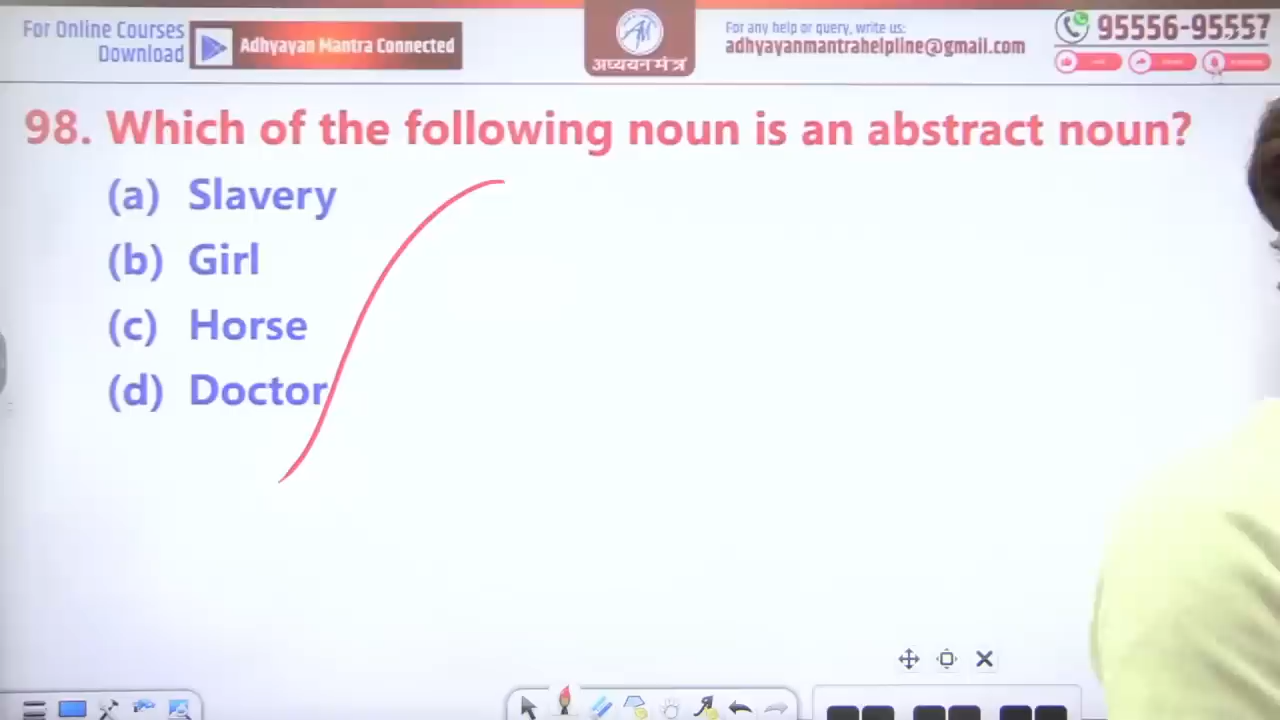 For Online Courses
Download
Adhyayan Mantra Connected
अध्ययन मंत्र
For any help or query, write us:
adhyayanmantrahelpline@gmail.com
95556-95557
98. Which of the following noun is an abstract noun?
(a) Slavery
(b) Girl
(c) Horse
(d) Doctor